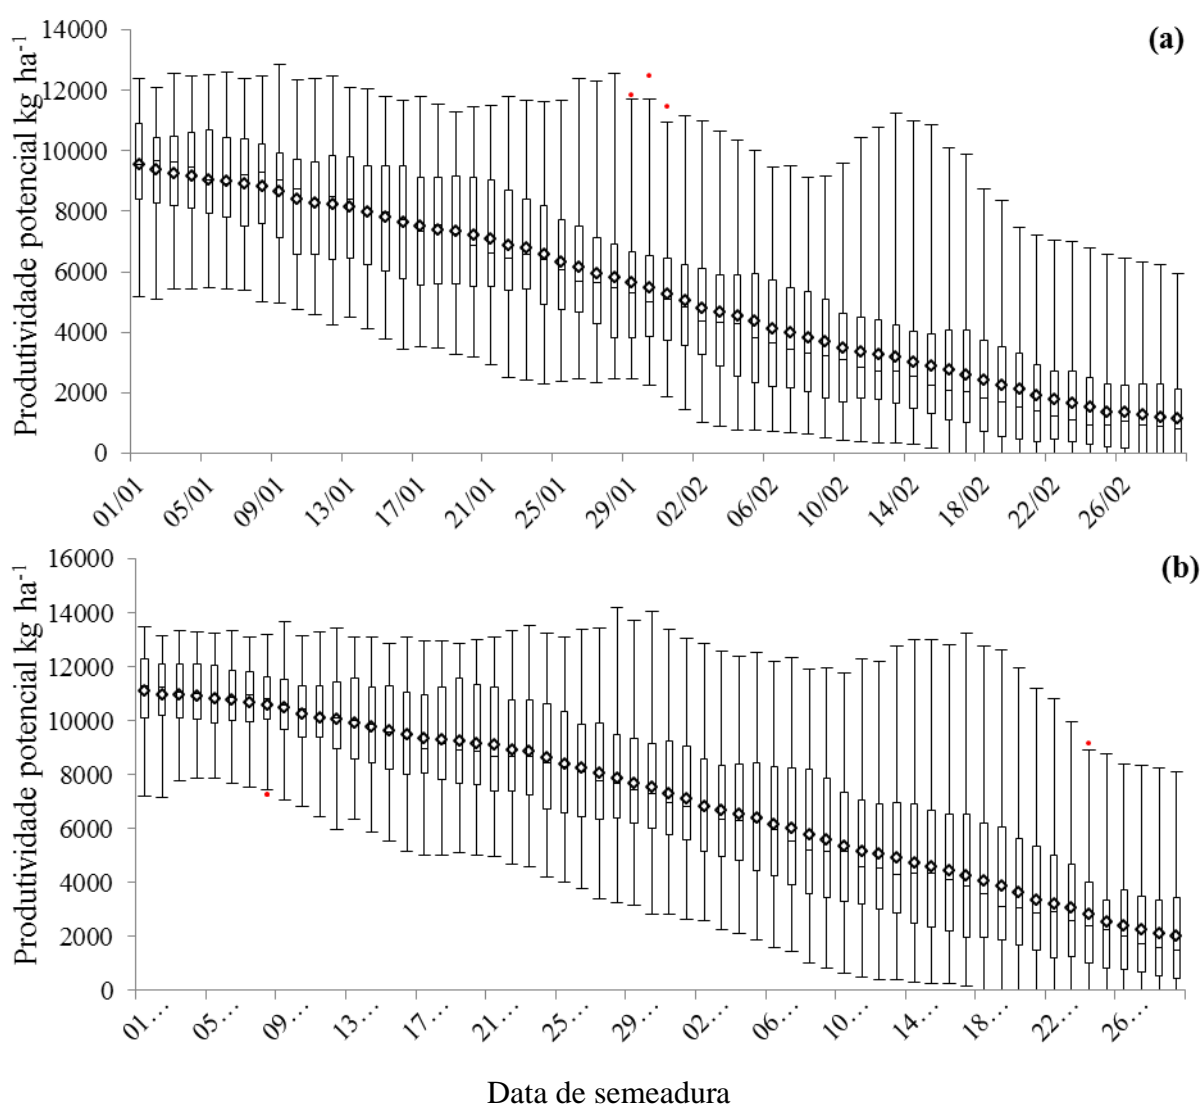 (a)
Produtividade potencial kg ha⁻¹
14000
12000
10000
8000
6000
4000
2000
0
01/01 05/01 09/01 13/01 17/01 21/01 25/01 29/01 02/02 06/02 10/02 14/02 18/02 22/02 26/02
(b)
Produtividade potencial kg ha⁻¹
16000
14000
12000
10000
8000
6000
4000
2000
0
01… 05… 09… 13… 17… 21… 25… 29… 02… 06… 10… 14… 18… 22… 26…
Data de semeadura